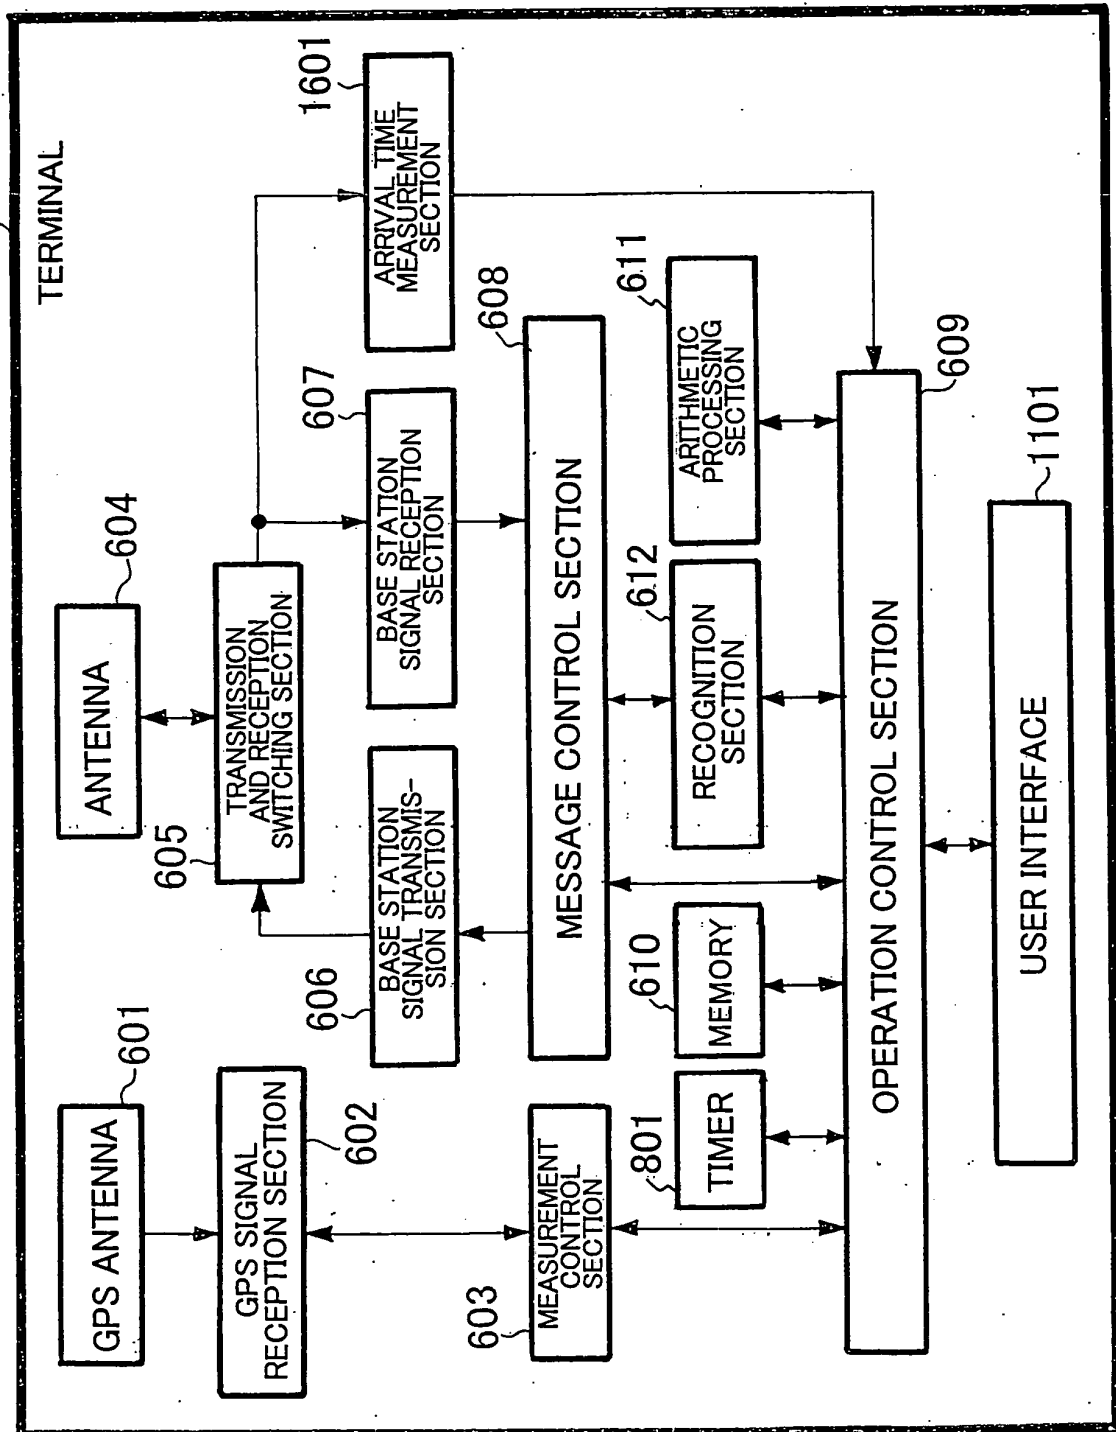 TERMINAL
GPS ANTENNA
601
GPS SIGNAL
RECEPTION SECTION
602
MEASUREMENT
CONTROL
SECTION
603
ANTENNA
604
TRANSMISSION
AND RECEPTION
SWITCHING SECTION
605
BASE STATION
SIGNAL TRANSMIS-
SION SECTION
606
BASE STATION
SIGNAL RECEPTION
SECTION
607
ARRIVAL TIME
MEASUREMENT
SECTION
1601
MESSAGE CONTROL SECTION
608
TIMER
801
MEMORY
610
RECOGNITION
SECTION
612
ARITHMETIC
PROCESSING
SECTION
611
OPERATION CONTROL SECTION
609
USER INTERFACE
1101